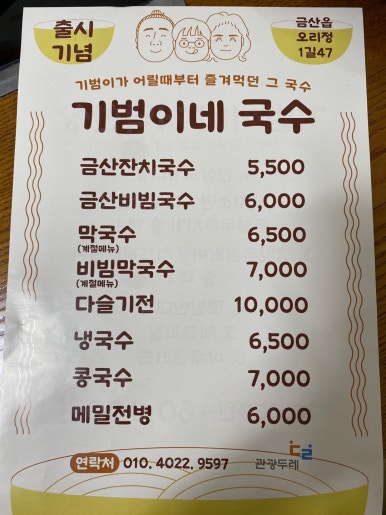 출시
기념
금산읍
오리정
1길47
기범이가 어릴때부터 즐겨먹던 그 국수
기범이네 국수
금산잔치국수 5,500
금산비빔국수 6,000
막국수 6,500
(계절메뉴)
비빔막국수 7,000
(계절메뉴)
다슬기전 10,000
냉국수 6,500
콩국수 7,000
메밀전병 6,000
연락처 010. 4022. 9597
관광두레